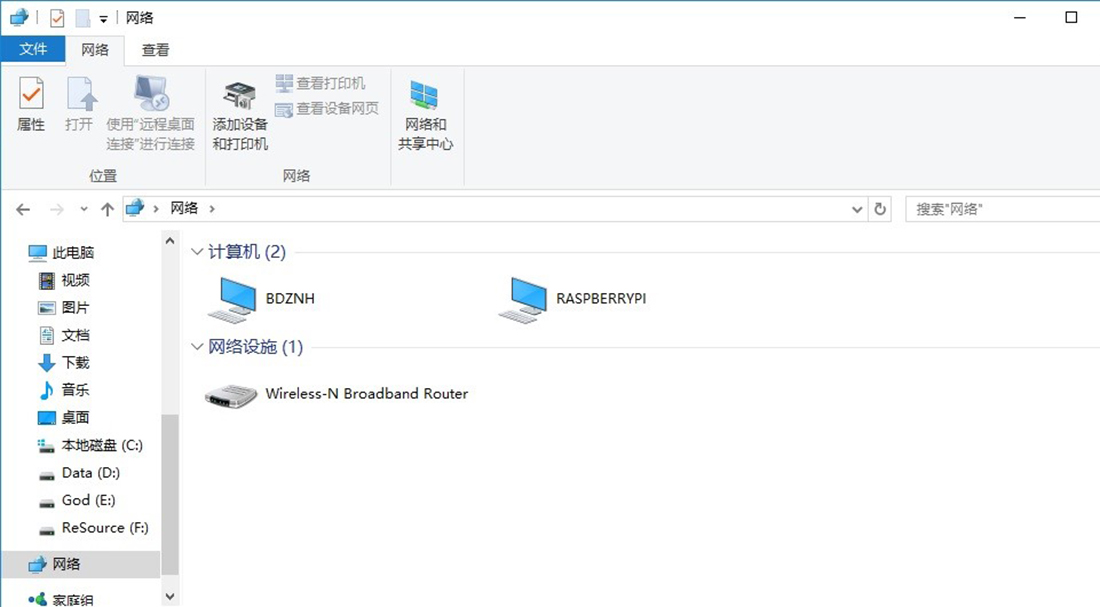 网络
文件
网络
查看
属性
打开
使用"远程桌面
连接"进行连接
位置
添加设备
和打印机
查看打印机
查看设备网页
网络
网络和
共享中心
网络
搜索"网络"
此电脑
视频
图片
文档
下载
音乐
桌面
本地磁盘 (C:)
Data (D:)
God (E:)
ReSource (F:)
网络
家庭组
计算机 (2)
BDZNH
RASPBERRYPI
网络设施 (1)
Wireless-N Broadband Router